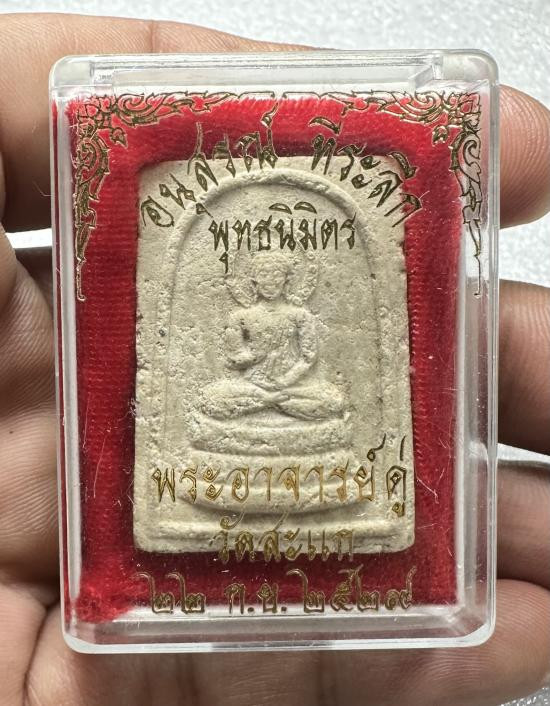 อนุสรณ์ ที่ระลึก
พุทธนิมิตร
พระอาจารย์ดู่
วัดสะแก
๒๒ ก.ย. ๒๕๒๙